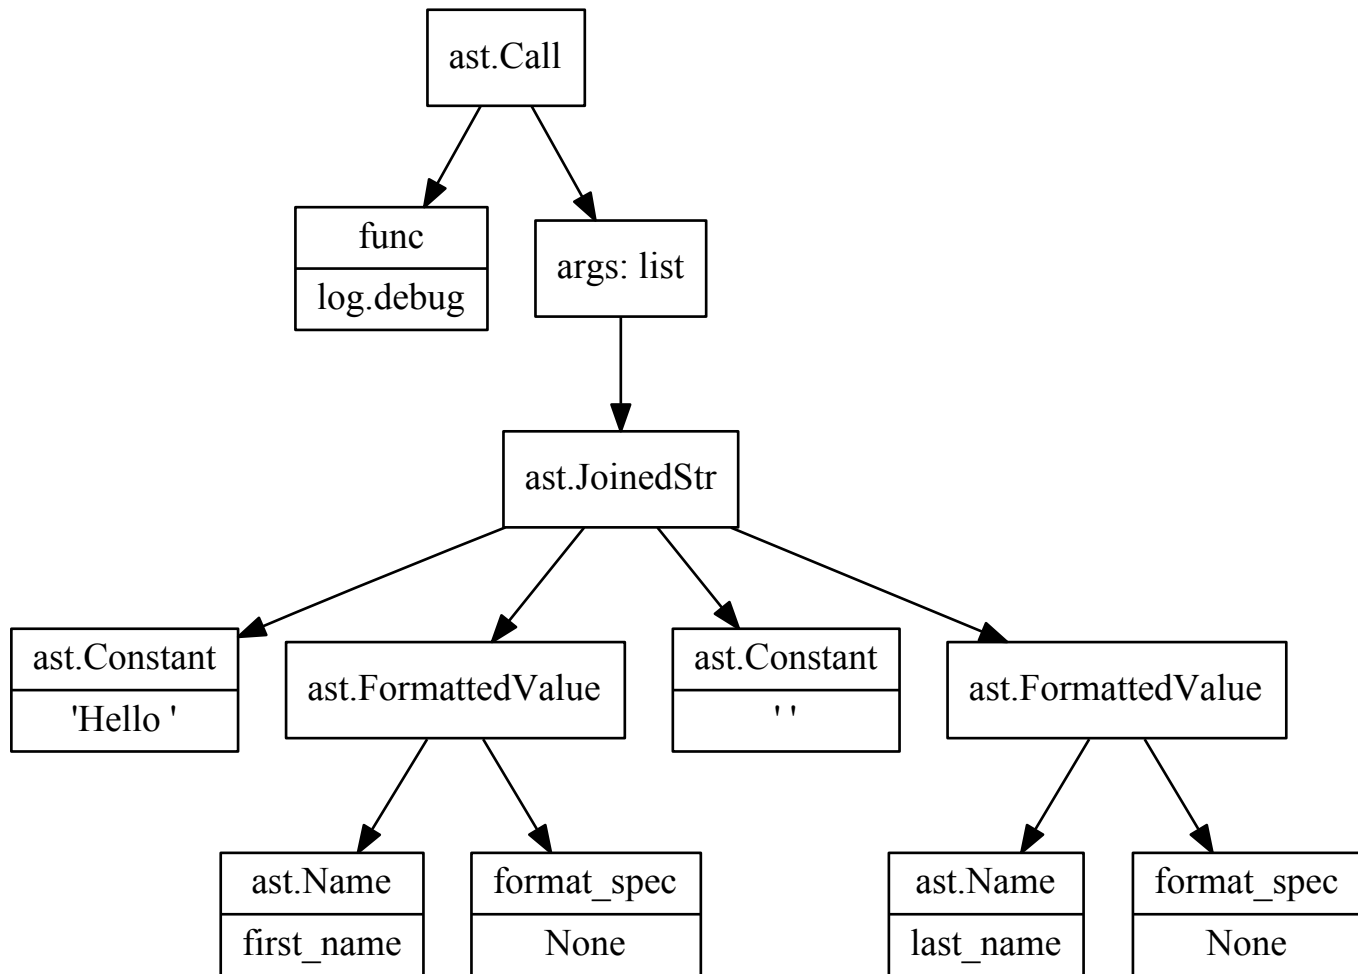 ast.Call
func
log.debug
args: list
ast.JoinedStr
ast.Constant
'Hello '
ast.FormattedValue
ast.Constant
' '
ast.FormattedValue
ast.Name
first_name
format_spec
None
ast.Name
last_name
format_spec
None